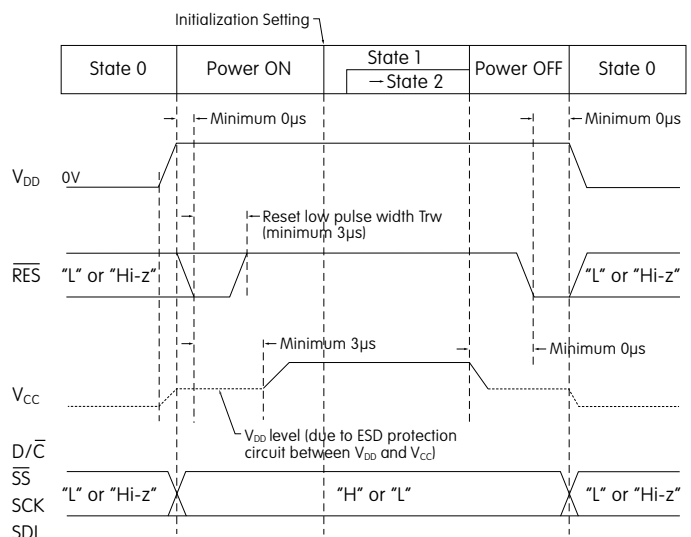 Initialization Setting
State 0
Power ON
State 1
→ State 2
Power OFF
State 0
Minimum 0μs
Minimum 0μs
VDD
0V
Reset low pulse width Trw
(minimum 3μs)
RES
"L" or "Hi-z"
"L" or "Hi-z"
Minimum 3μs
Minimum 0μs
VCC
VDD level (due to ESD protection
circuit between VDD and VCC)
D/C
SS
SCK
SDI
"L" or "Hi-z"
"H" or "L"
"L" or "Hi-z"